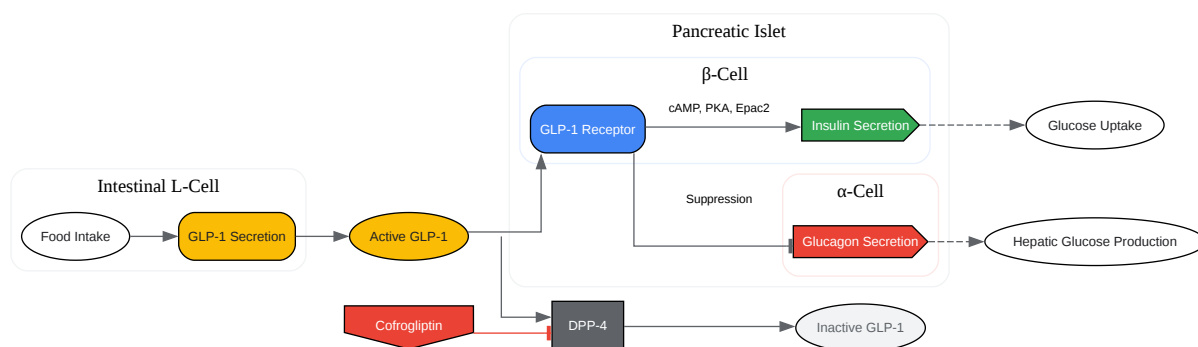 Pancreatic Islet
β-Cell
cAMP, PKA, Epac2
GLP-1 Receptor
Insulin Secretion
Glucose Uptake
Intestinal L-Cell
Suppression
α-Cell
Food Intake
GLP-1 Secretion
Active GLP-1
Glucagon Secretion
Hepatic Glucose Production
Cofrogliptin
DPP-4
Inactive GLP-1